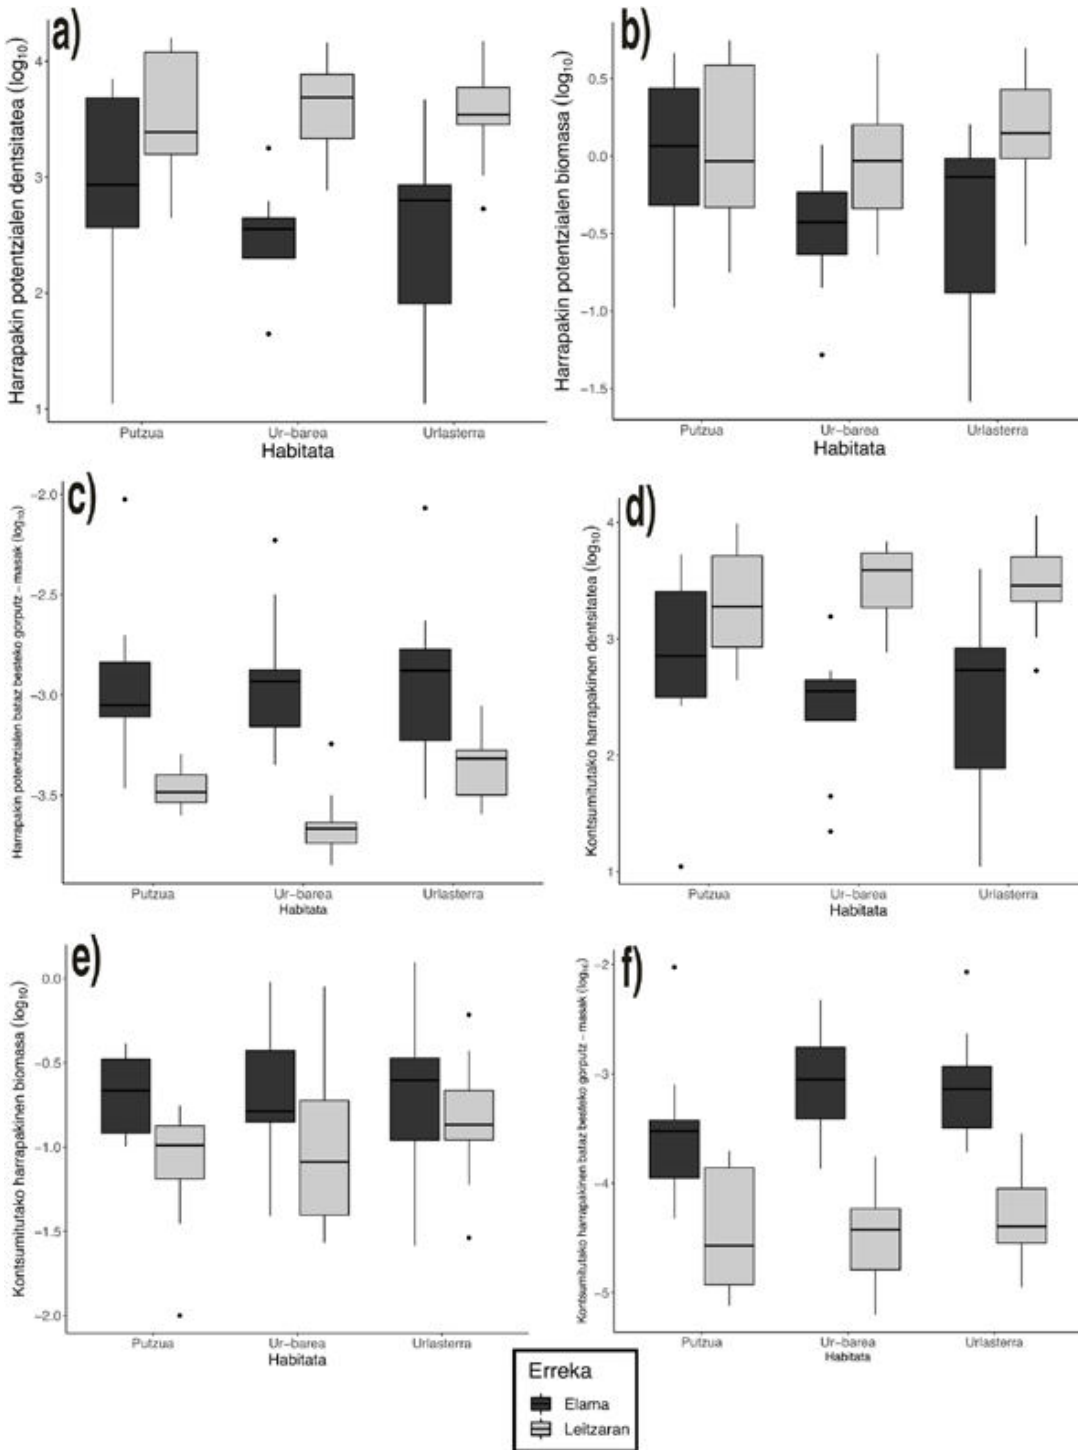 a)
Harrapakin potentzialen dentsitatea (log₁₀)
4
3
2
1
Putzua Ur-barea Urlasterra
Habitata
b)
Harrapakin potentzialen biomasa (log₁₀)
0.5
0.0
-0.5
-1.0
-1.5
Putzua Ur-barea Urlasterra
Habitata
c)
Harrapakin potentzialen bataz besteko gorputz - masak (log₁₀)
-2.0
-2.5
-3.0
-3.5
Putzua Ur-barea Urlasterra
Habitata
d)
Kontsumitutako harrapakinen dentsitatea (log₁₀)
4
3
2
1
Putzua Ur-barea Urlasterra
Habitata
e)
Kontsumitutako harrapakinen biomasa (log₁₀)
0.0
-0.5
-1.0
-1.5
-2.0
Putzua Ur-barea Urlasterra
Habitata
f)
Kontsumitutako harrapakinen bataz besteko gorputz - masak (log₁₀)
-2
-3
-4
-5
Putzua Ur-barea Urlasterra
Habitata
Erreka
Elama
Leitzaran